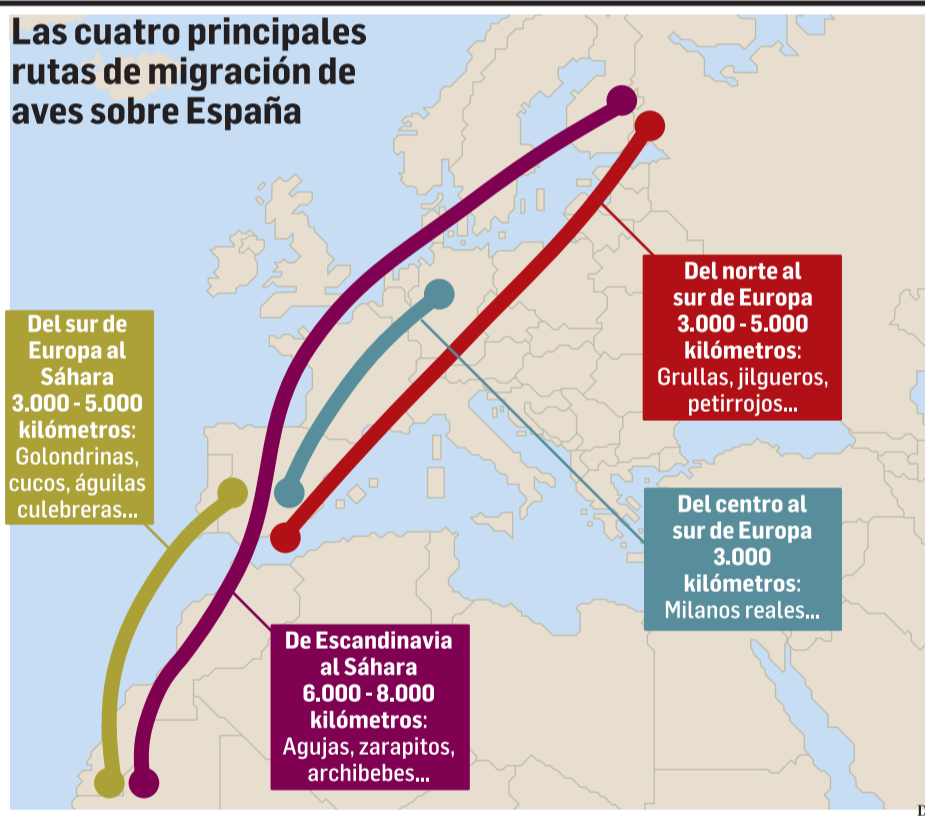 Las cuatro principales
rutas de migración de
aves sobre España
Del norte al
sur de Europa
3.000 - 5.000
kilómetros:
Grullas, jilgueros,
petirrojos...
Del sur de
Europa al
Sáhara
3.000 - 5.000
kilómetros:
Golondrinas,
cucos, águilas
culebreras...
Del centro al
sur de Europa
3.000
kilómetros:
Milanos reales...
De Escandinavia
al Sáhara
6.000 - 8.000
kilómetros:
Agujas, zarapitos,
archibebes...